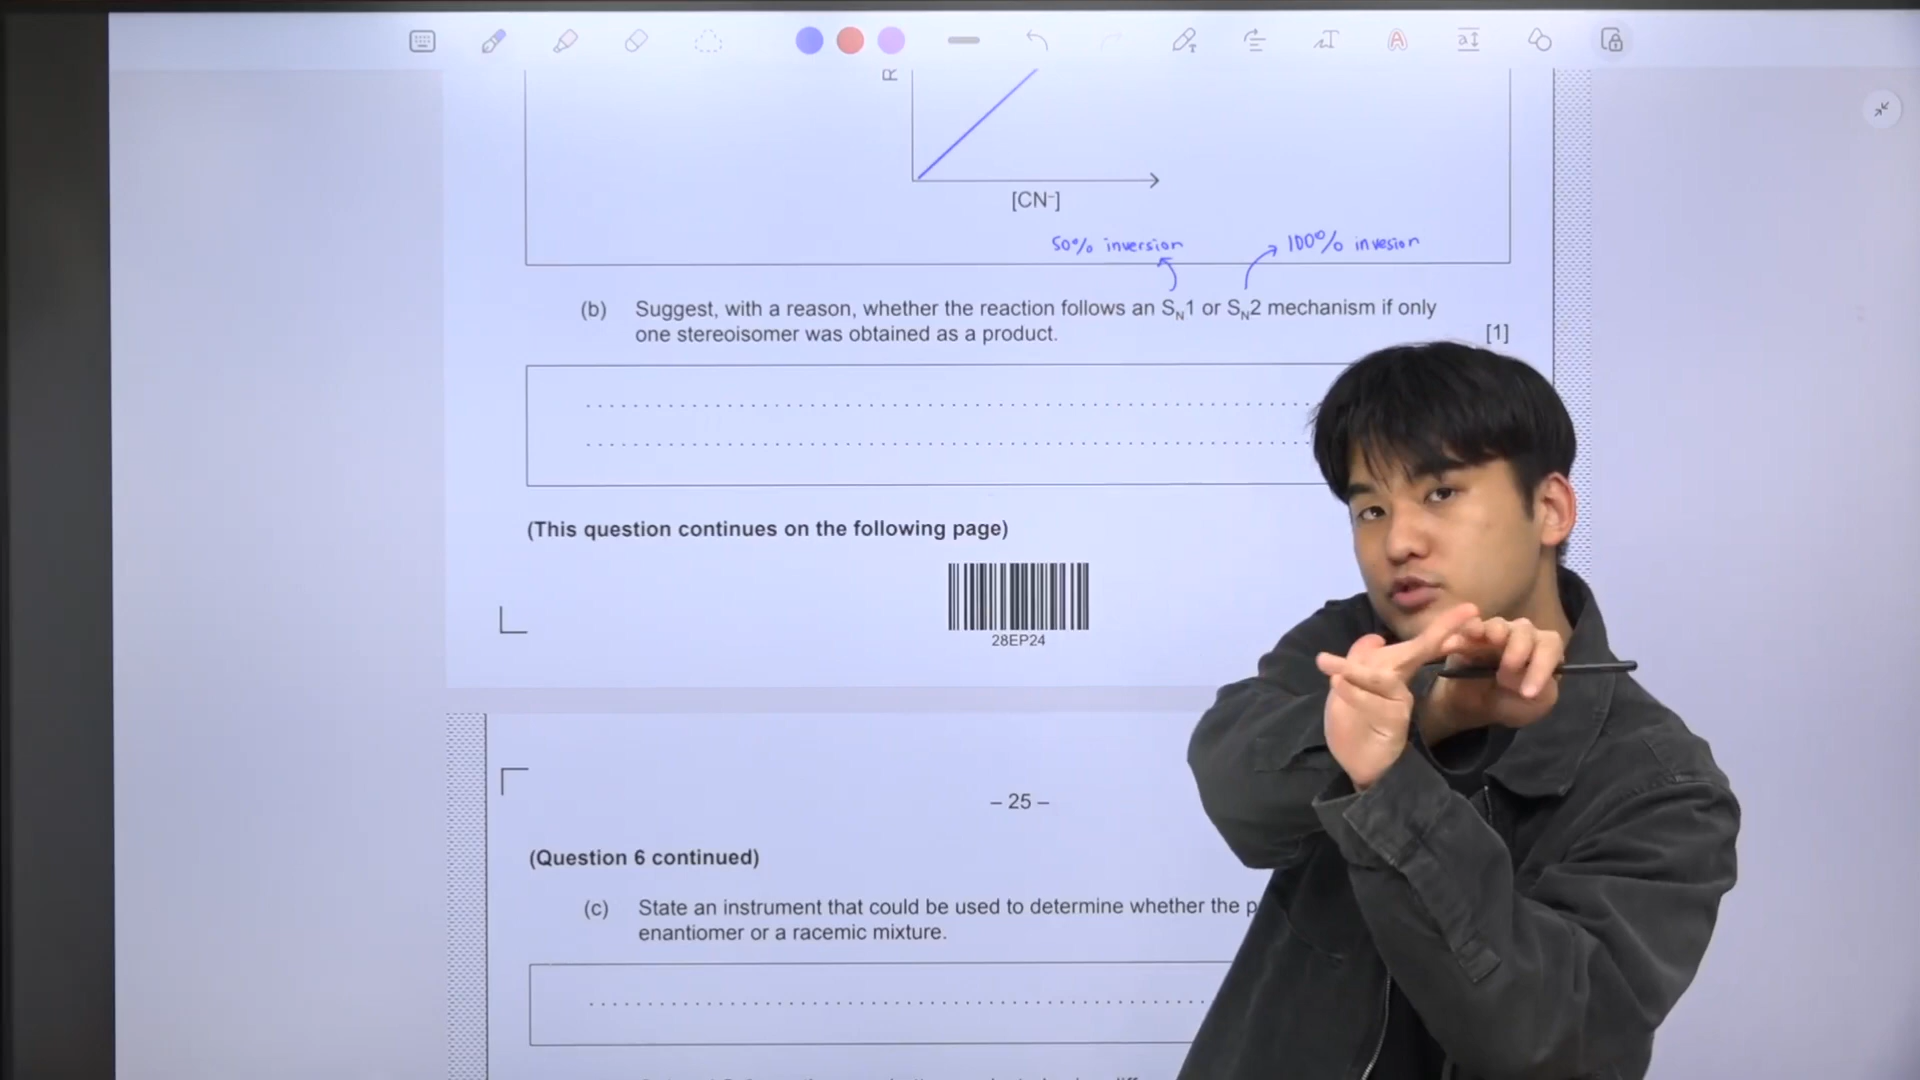 R
[CN⁻]
50% inversion
100% invesion
(b) Suggest, with a reason, whether the reaction follows an SN1 or SN2 mechanism if only
one stereoisomer was obtained as a product.
[1]
(This question continues on the following page)
28EP24
– 25 –
(Question 6 continued)
(c) State an instrument that could be used to determine whether the p
enantiomer or a racemic mixture.